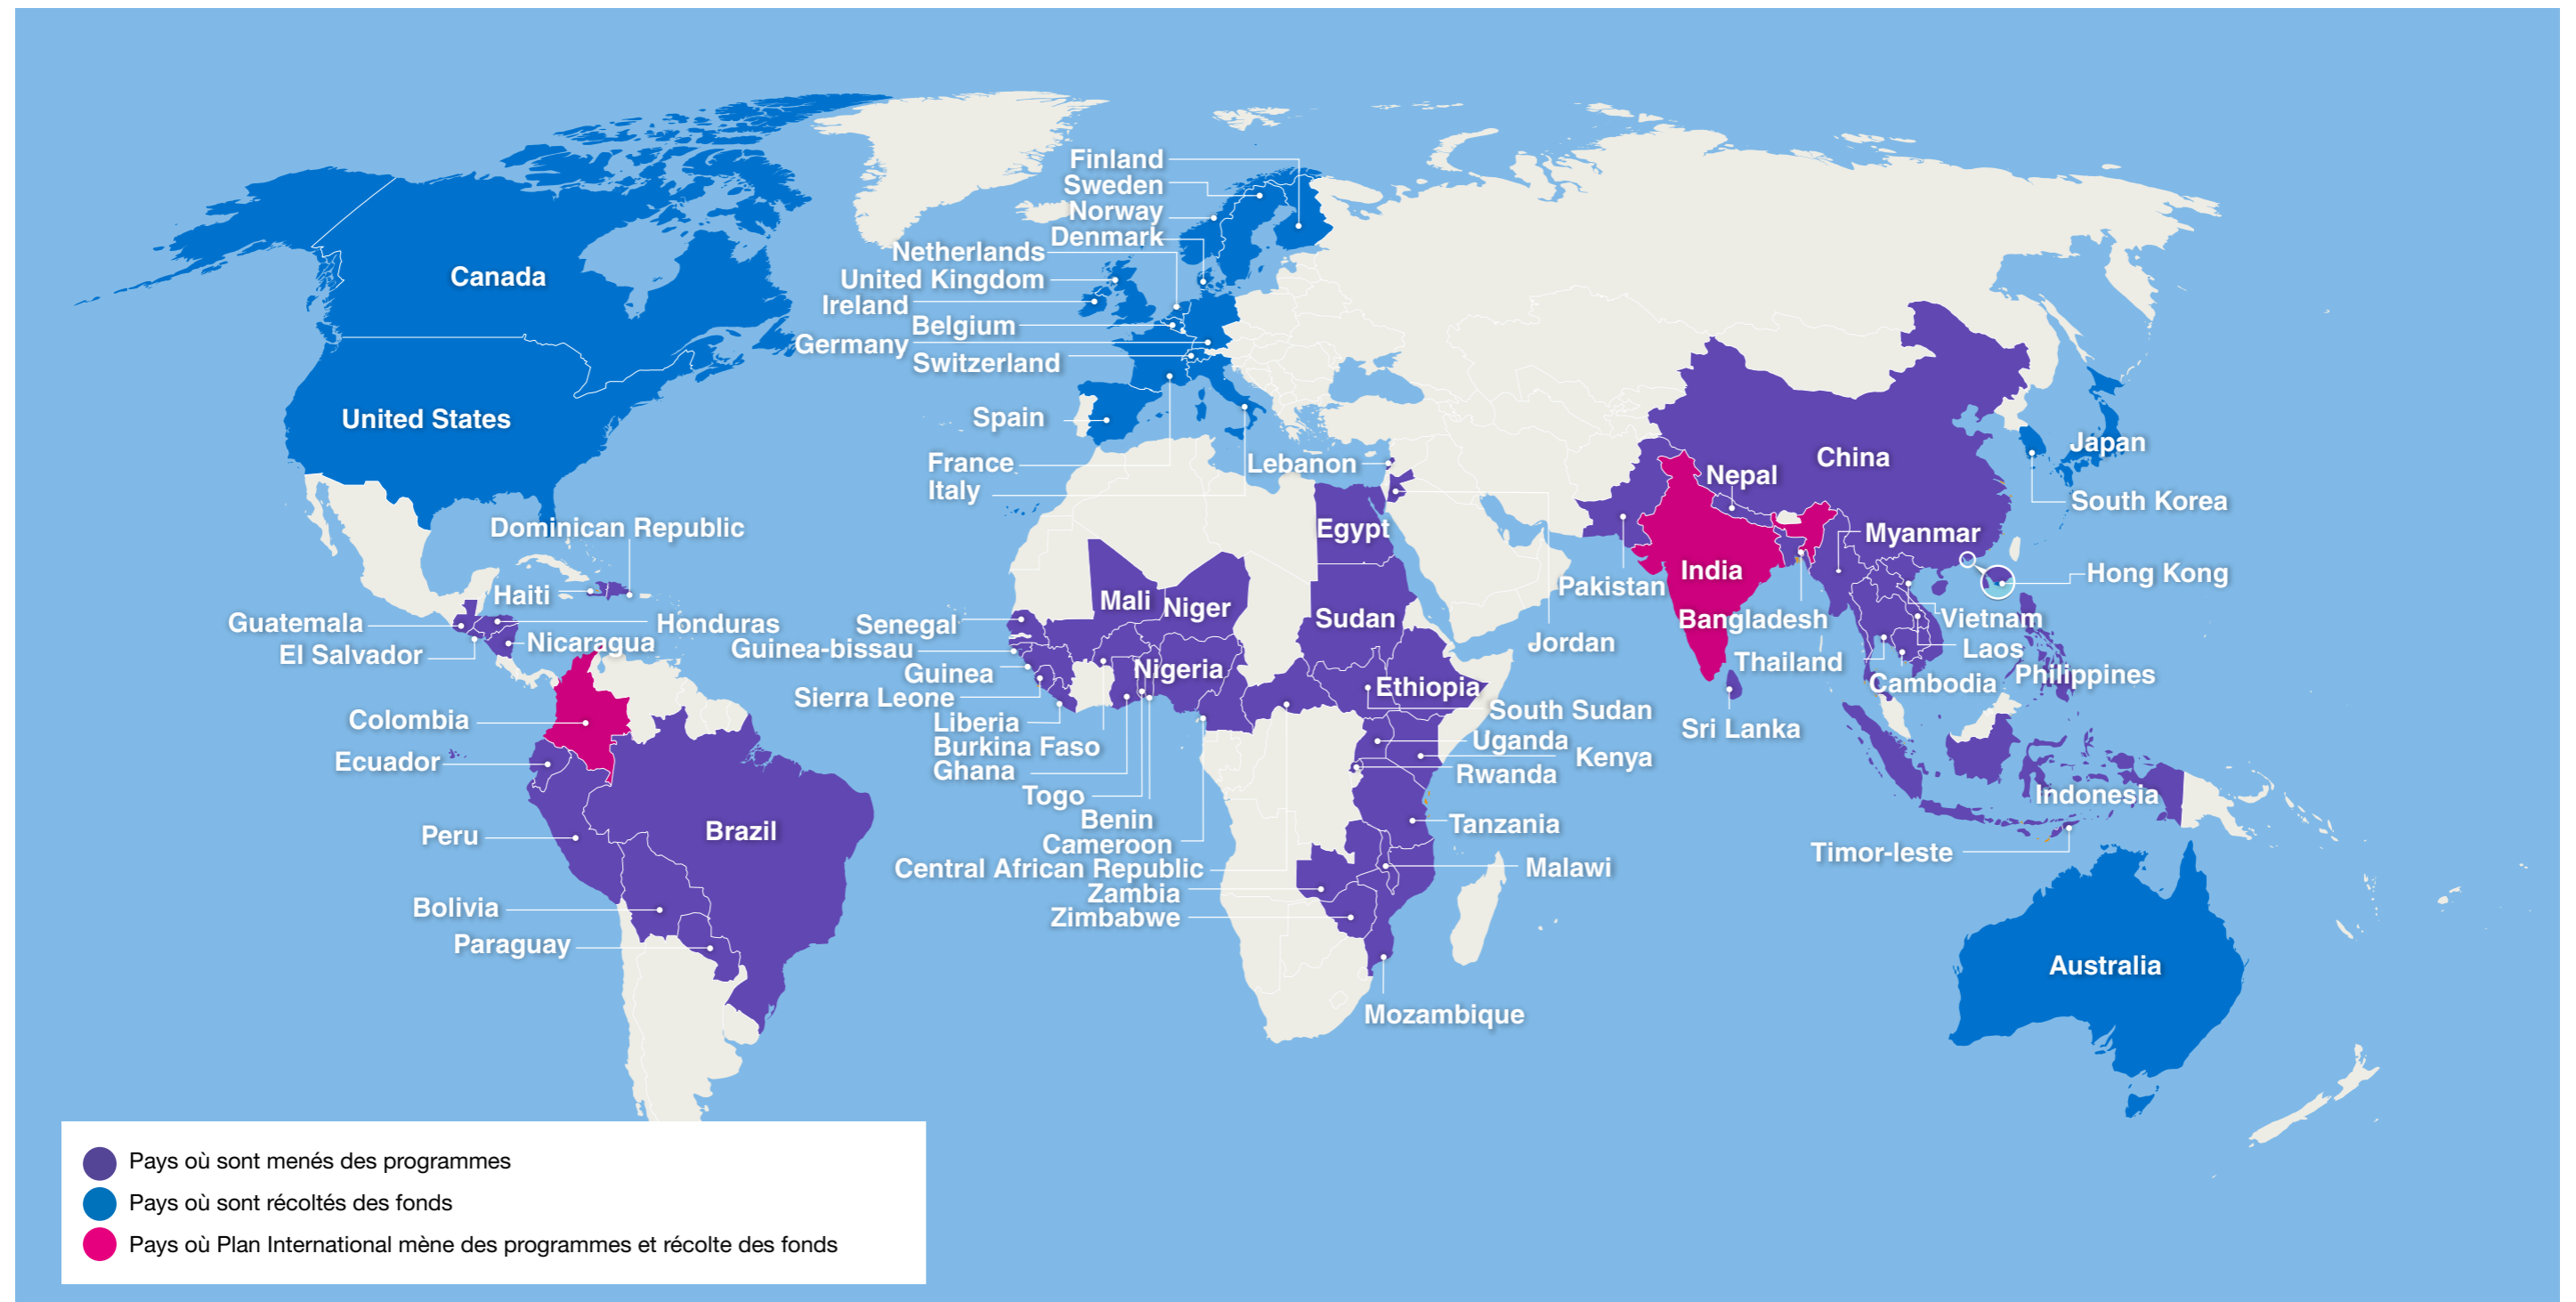 Finland
Sweden
Norway
Denmark
Netherlands
United Kingdom
Ireland
Belgium
Germany
Switzerland
Canada
United States
Spain
France
Italy
Lebanon
Egypt
Jordan
Nepal
China
Japan
South Korea
Myanmar
India
Pakistan
Bangladesh
Hong Kong
Vietnam
Laos
Thailand
Cambodia
Philippines
Sri Lanka
Indonesia
Timor-leste
Australia
Dominican Republic
Haiti
Guatemala
Honduras
El Salvador
Nicaragua
Colombia
Ecuador
Peru
Brazil
Bolivia
Paraguay
Mali
Niger
Sudan
Senegal
Guinea-bissau
Guinea
Nigeria
Sierra Leone
Ethiopia
Liberia
South Sudan
Burkina Faso
Uganda
Ghana
Kenya
Rwanda
Togo
Benin
Tanzania
Cameroon
Central African Republic
Malawi
Zambia
Zimbabwe
Mozambique
Pays où sont menés des programmes
Pays où sont récoltés des fonds
Pays où Plan International mène des programmes et récolte des fonds